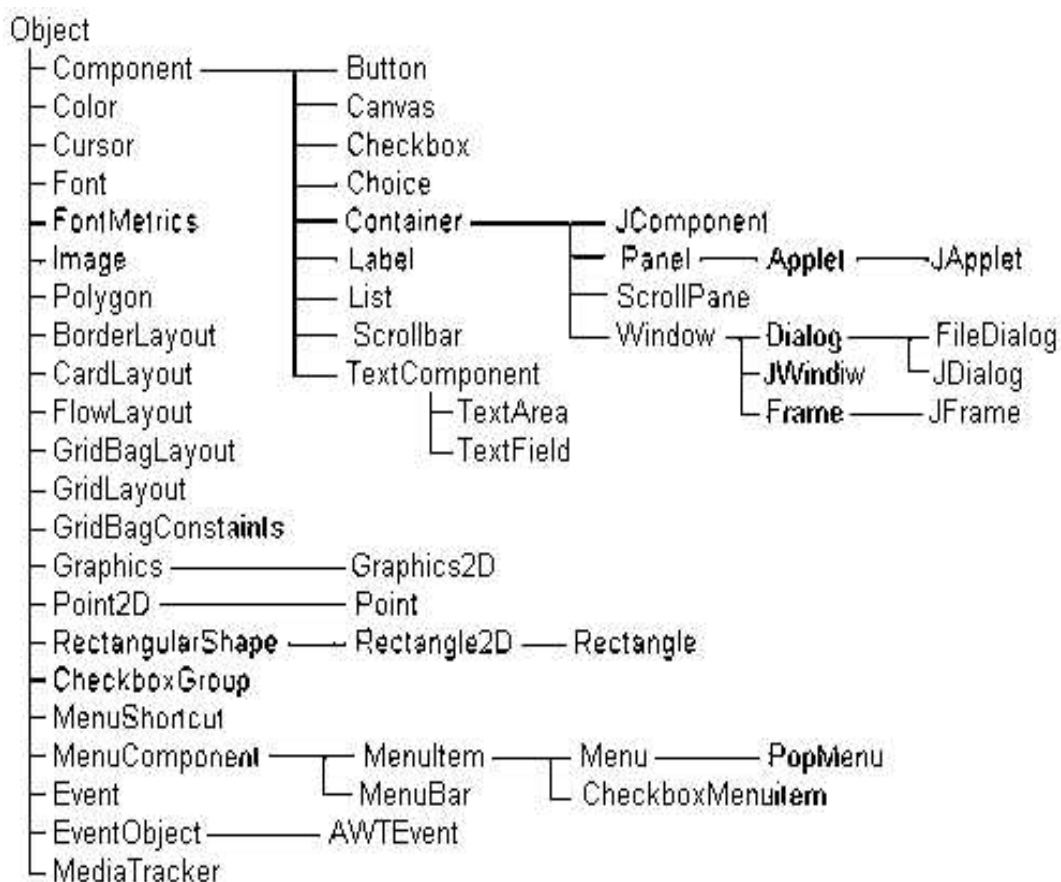 Object
Component Button
Color Canvas
Cursor Checkbox
Font Choice
FontMetrics Container JComponent
Image Label Panel Applet JApplet
Polygon List ScrollPane
BorderLayout Scrollbar Window Dialog FileDialog
CardLayout TextComponent JWindiw JDialog
FlowLayout TextArea Frame JFrame
GridBagLayout TextField
GridLayout
GridBagConstaints
Graphics Graphics2D
Point2D Point
RectangularShape Rectangle2D Rectangle
CheckboxGroup
MenuShortcut
MenuComponent MenuItem Menu PopMenu
Event MenuBar CheckboxMenuitem
EventObject AWTEvent
MediaTracker